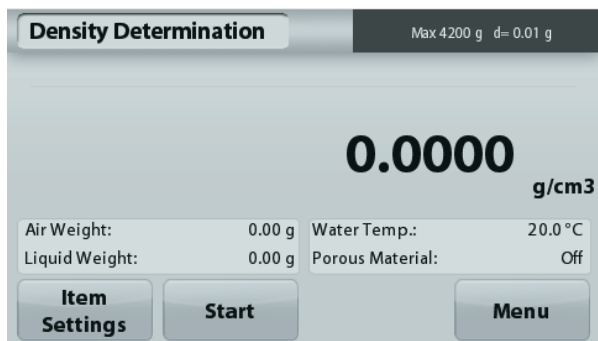 Density Determination
Max 4200 g d= 0.01 g
0.0000
g/cm3
Air Weight: 0.00 g
Liquid Weight: 0.00 g
Water Temp.: 20.0°C
Porous Material: Off
Item
Settings
Start
Menu